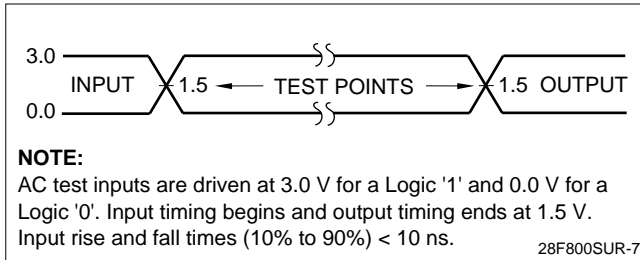 3.0
INPUT 1.5 TEST POINTS 1.5 OUTPUT
0.0
NOTE:
AC test inputs are driven at 3.0 V for a Logic '1' and 0.0 V for a
Logic '0'. Input timing begins and output timing ends at 1.5 V.
Input rise and fall times (10% to 90%) < 10 ns.
28F800SUR-7